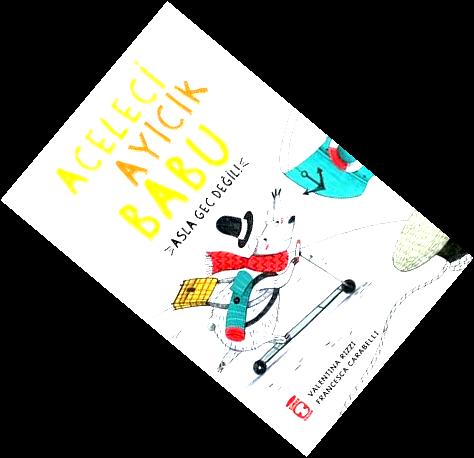 ACELECİ
AYICIK
BABU
ASLA GEÇ DEĞİL!
VALENTINA RIZZI
FRANCESCA CARABELLI